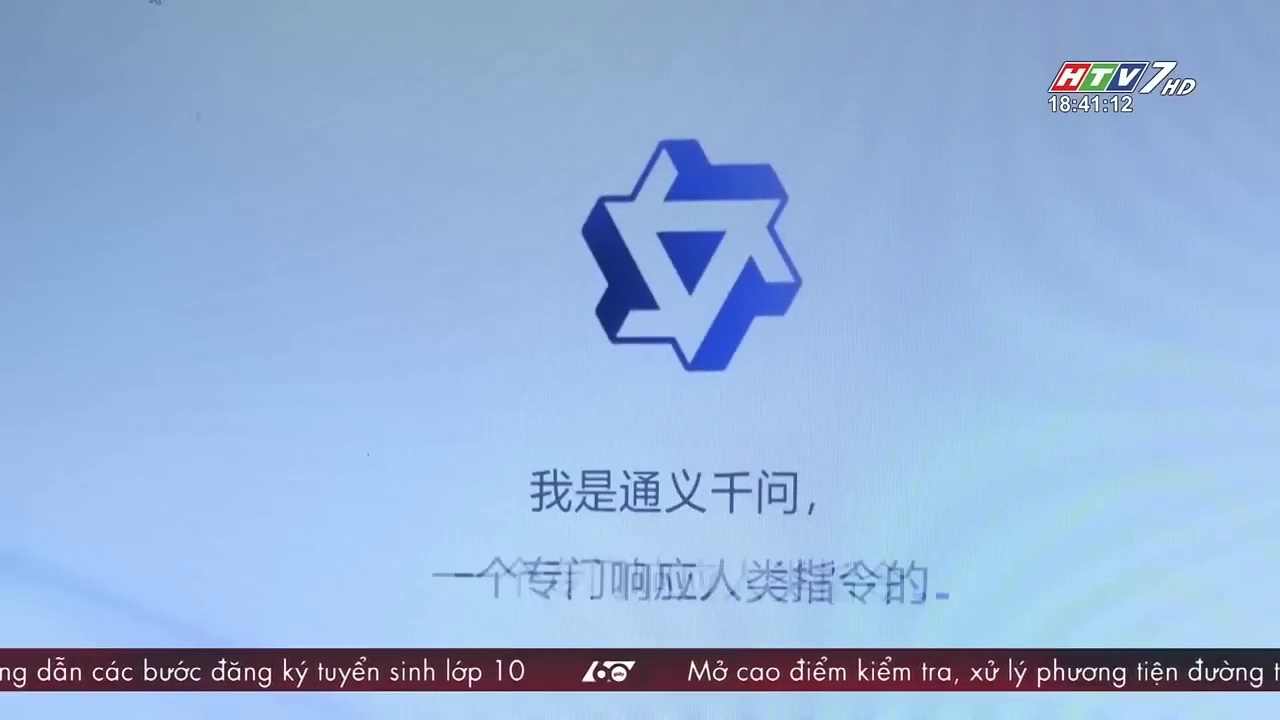 HTV7 HD
18:41:12
我是通义千问,
一个专门响应人类指令的
ng dẫn các bước đăng ký tuyển sinh lớp 10
60 giây
Mở cao điểm kiểm tra, xử lý phương tiện đường t